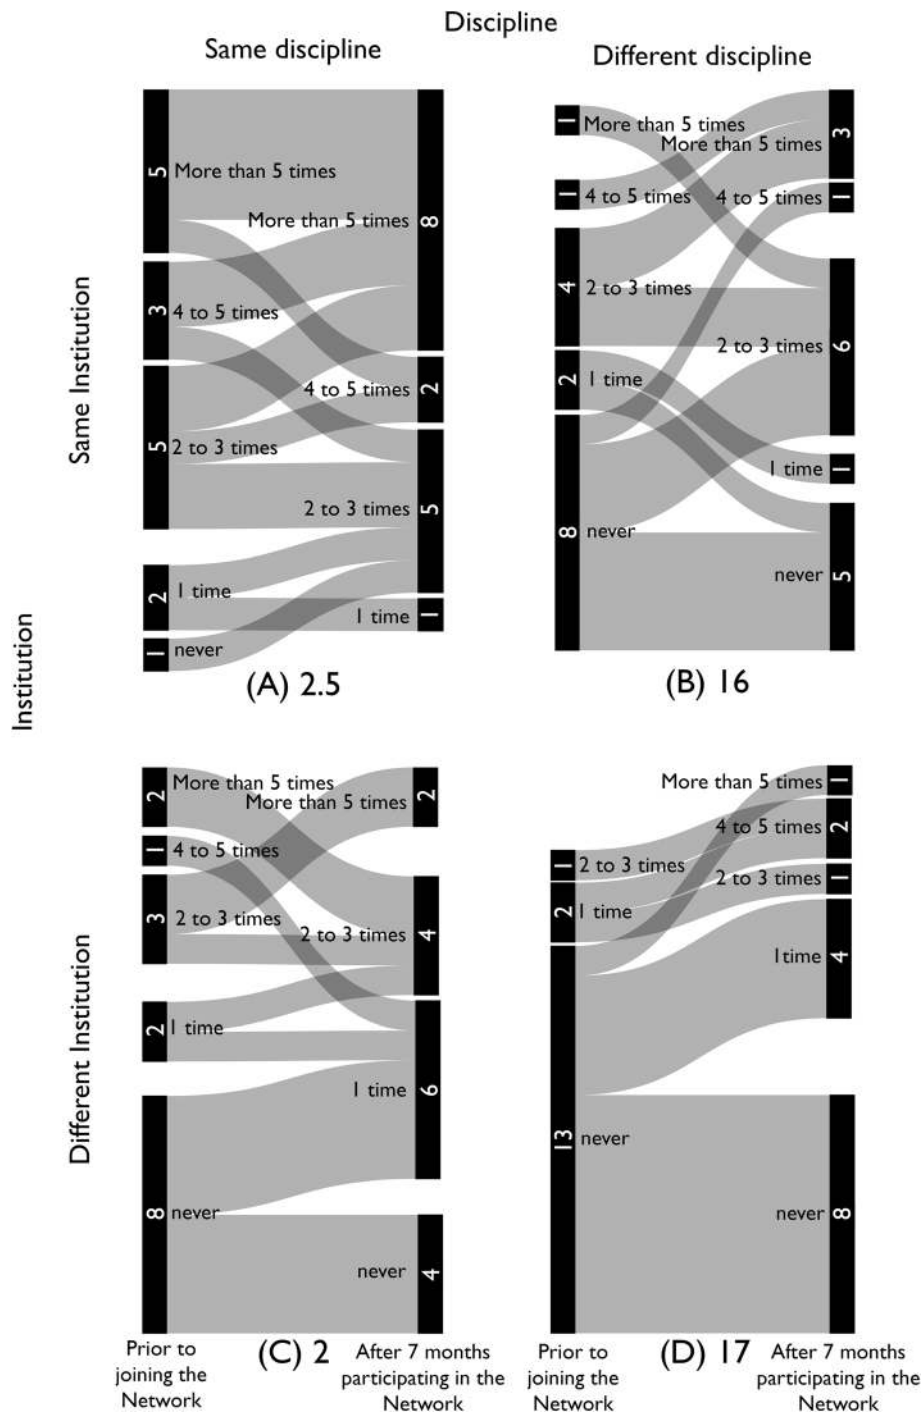 Discipline
Same discipline
Different discipline
Institution
Same Institution
5
More than 5 times
3
4 to 5 times
5
2 to 3 times
2
1 time
1
never
More than 5 times
8
4 to 5 times
2
2 to 3 times
5
1 time
1
(A) 2.5
1
More than 5 times
1
4 to 5 times
4
2 to 3 times
2
1 time
8
never
More than 5 times
3
4 to 5 times
1
2 to 3 times
6
1 time
1
never
5
(B) 16
Different Institution
2
More than 5 times
1
4 to 5 times
3
2 to 3 times
2
1 time
8
never
More than 5 times
2
2 to 3 times
4
1 time
6
never
4
(C) 2
Prior to
joining the
Network
After 7 months
participating in the
Network
1
2 to 3 times
2
1 time
13
never
More than 5 times
1
4 to 5 times
2
2 to 3 times
1
1time
4
never
8
(D) 17
Prior to
joining the
Network
After 7 months
participating in the
Network